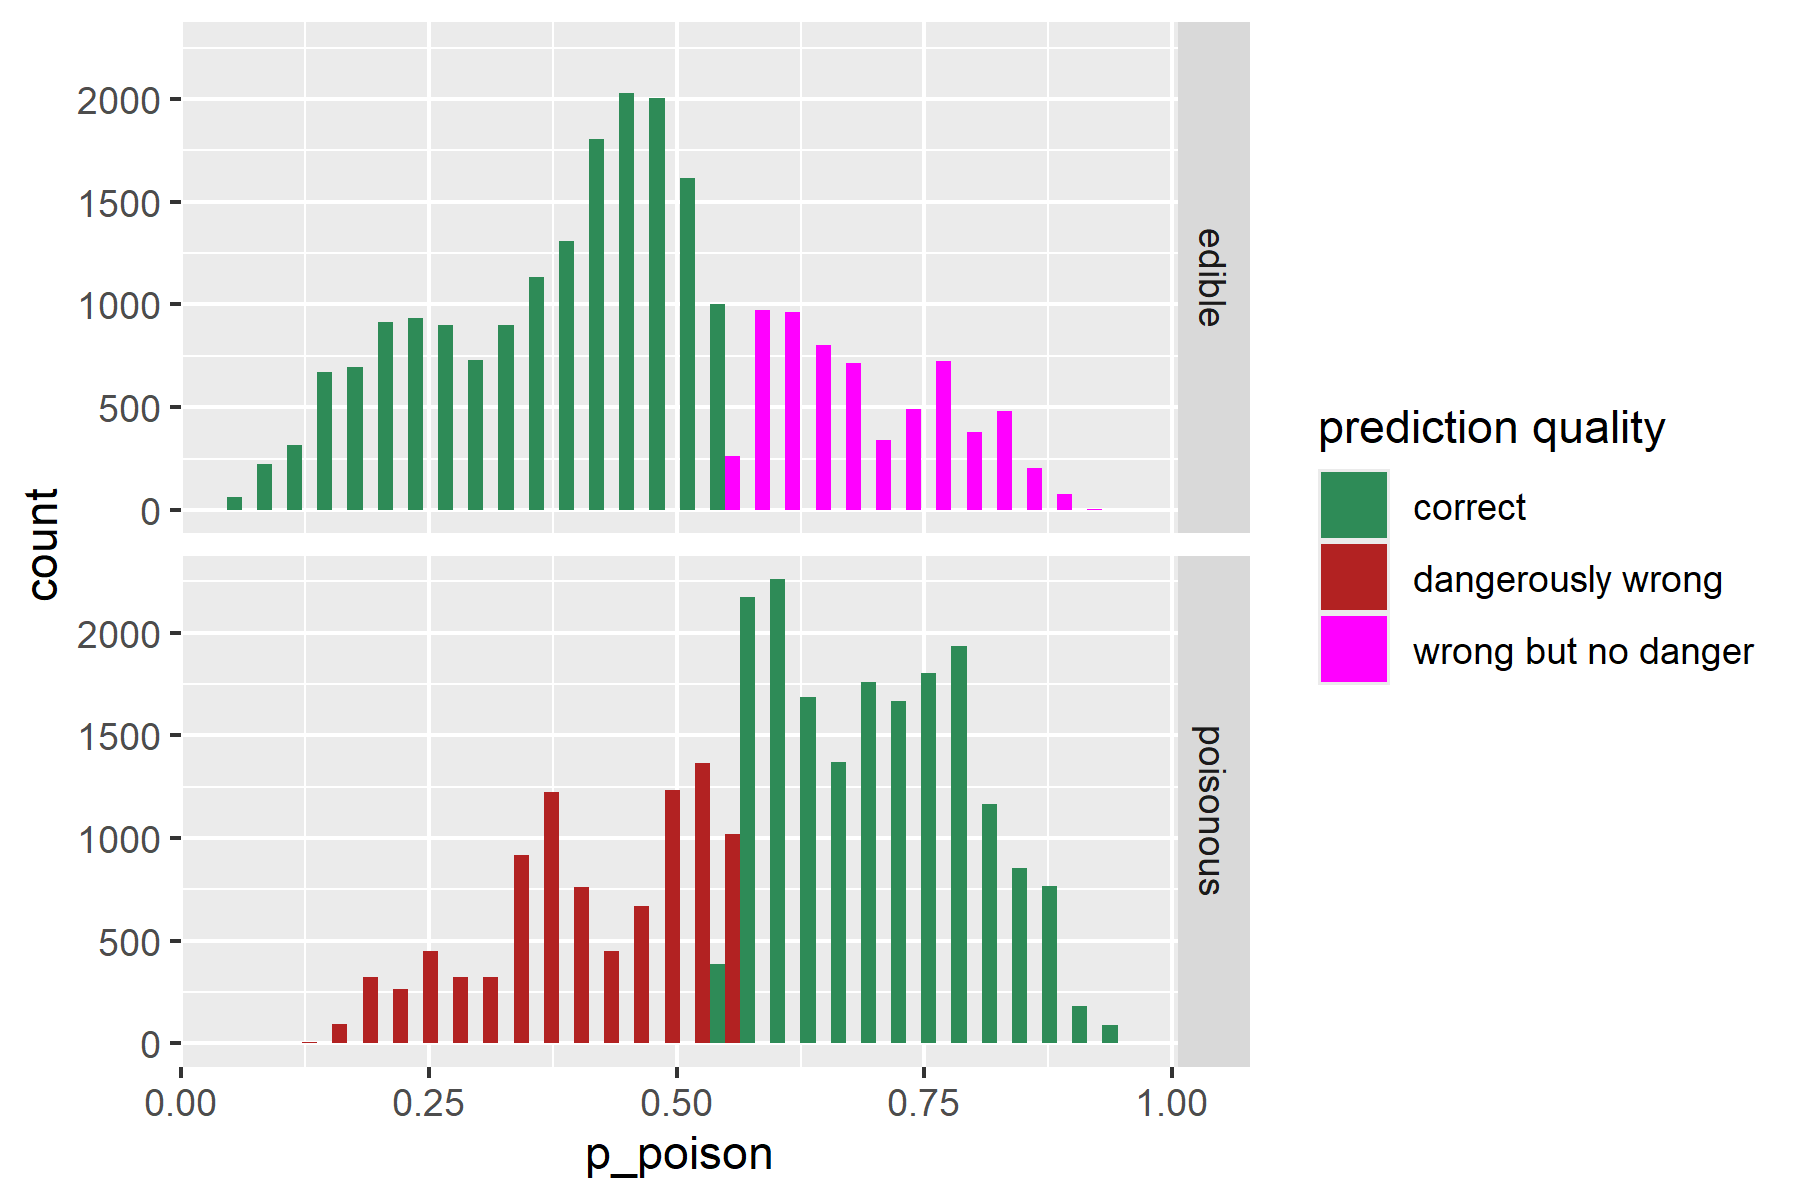 2000
1500
1000
500
0
edible
2000
1500
1000
500
0
poisonous
0.00 0.25 0.50 0.75 1.00
p_poison
count
prediction quality
correct
dangerously wrong
wrong but no danger